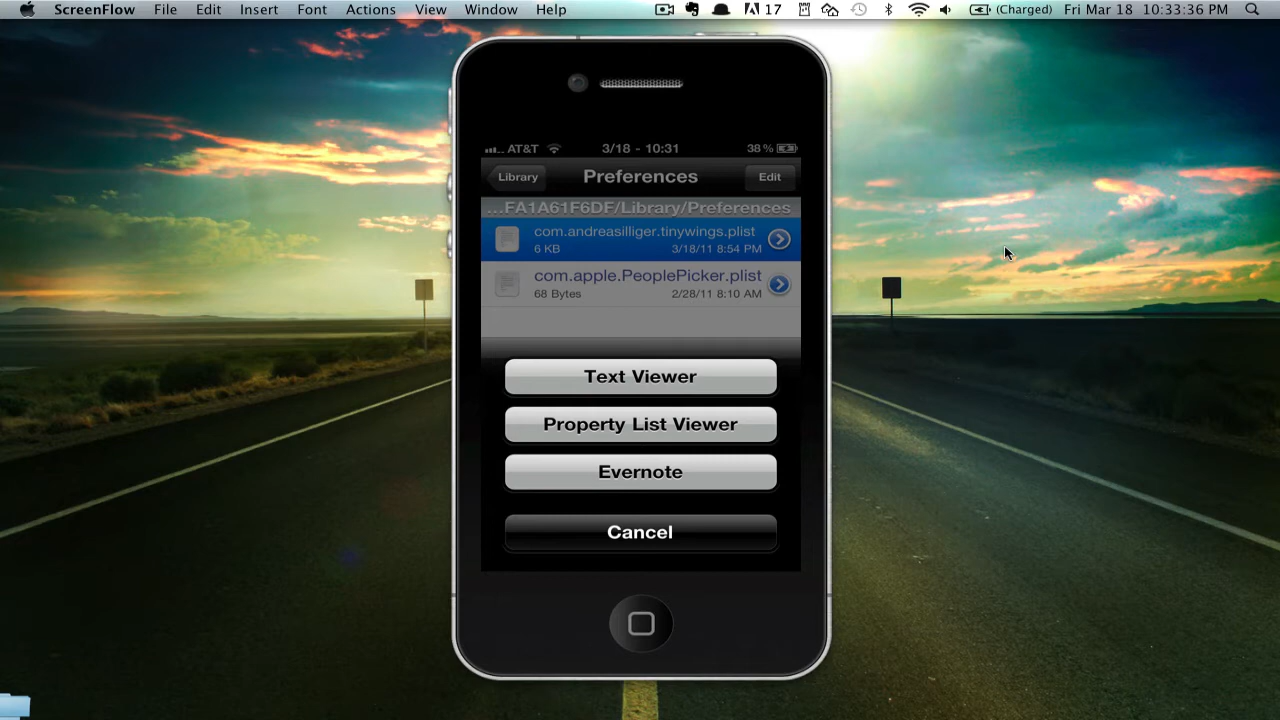 ScreenFlow File Edit Insert Font Actions View Window Help 17 (Charged) Fri Mar 18 10:33:36 PM
AT&T 3/18 - 10:31 38%
Library Preferences Edit
...FA1A61F6DF/Library/Preferences
com.andreasilliger.tinywings.plist
6 KB 3/18/11 8:54 PM
com.apple.PeoplePicker.plist
68 Bytes 2/28/11 8:10 AM
Text Viewer
Property List Viewer
Evernote
Cancel